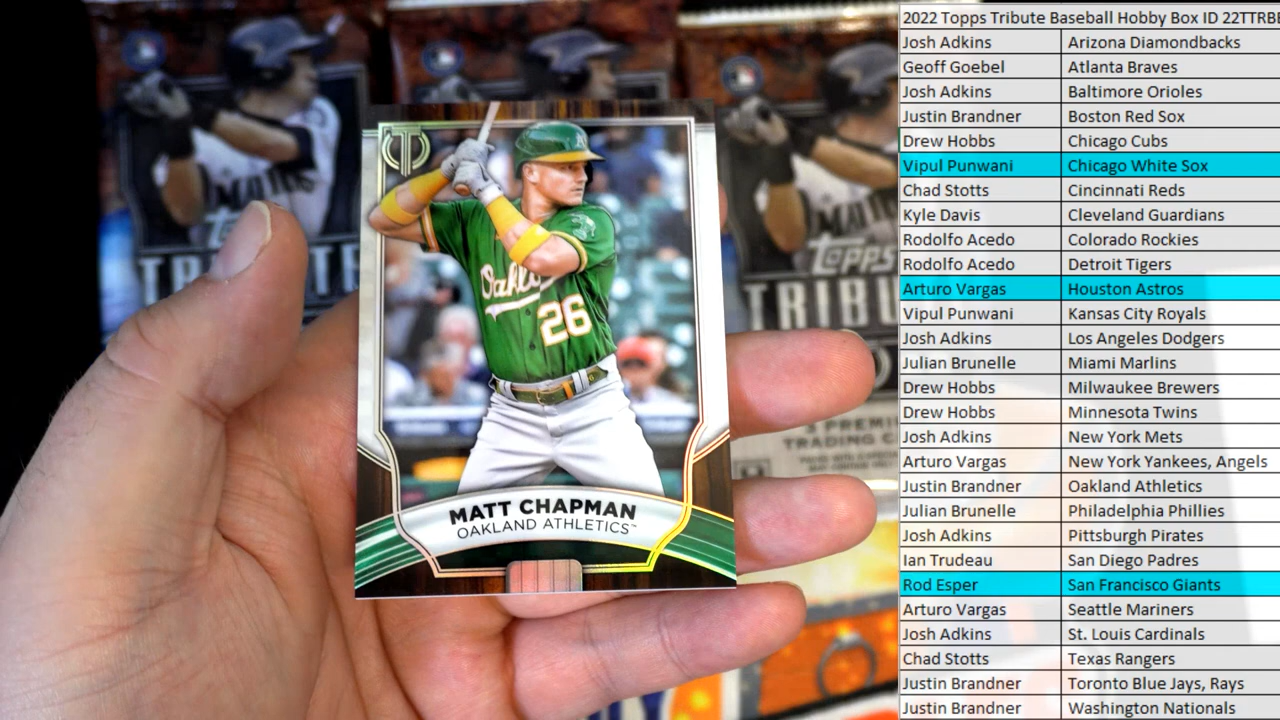 2022 Topps Tribute Baseball Hobby Box ID 22TTRB
Josh Adkins Arizona Diamondbacks
Geoff Goebel Atlanta Braves
Josh Adkins Baltimore Orioles
Justin Brandner Boston Red Sox
Drew Hobbs Chicago Cubs
Vipul Punwani Chicago White Sox
Chad Stotts Cincinnati Reds
Kyle Davis Cleveland Guardians
Rodolfo Acedo Colorado Rockies
Rodolfo Acedo Detroit Tigers
Arturo Vargas Houston Astros
Vipul Punwani Kansas City Royals
Josh Adkins Los Angeles Dodgers
Julian Brunelle Miami Marlins
Drew Hobbs Milwaukee Brewers
Drew Hobbs Minnesota Twins
Josh Adkins New York Mets
Arturo Vargas New York Yankees, Angels
Justin Brandner Oakland Athletics
Julian Brunelle Philadelphia Phillies
Josh Adkins Pittsburgh Pirates
Ian Trudeau San Diego Padres
Rod Esper San Francisco Giants
Arturo Vargas Seattle Mariners
Josh Adkins St. Louis Cardinals
Chad Stotts Texas Rangers
Justin Brandner Toronto Blue Jays, Rays
Justin Brandner Washington Nationals
26
MATT CHAPMAN
OAKLAND ATHLETICS™
TOPPS
TRIBU
TRADING C